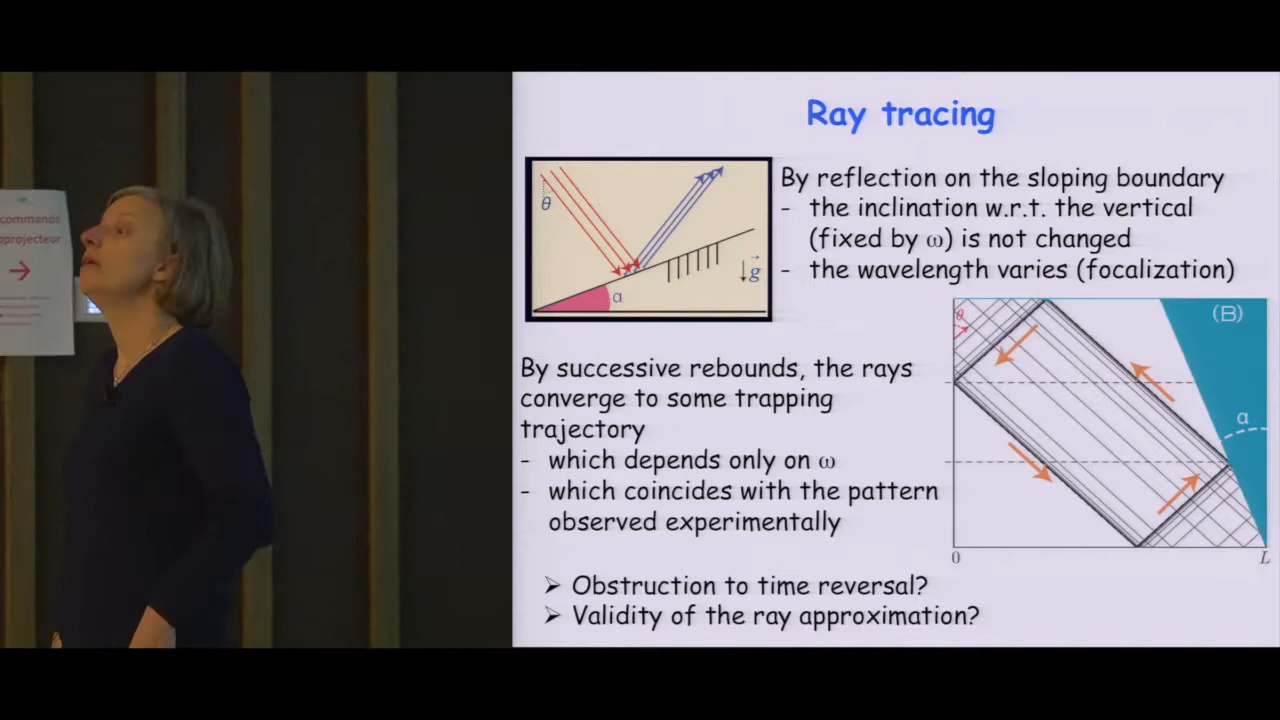 commande
projecteur
Ray tracing
θ
α
g
By reflection on the sloping boundary
- the inclination w.r.t. the vertical
(fixed by ω) is not changed
- the wavelength varies (focalization)
(B)
θ
α
0
L
By successive rebounds, the rays
converge to some trapping
trajectory
- which depends only on ω
- which coincides with the pattern
observed experimentally
➢ Obstruction to time reversal?
➢ Validity of the ray approximation?